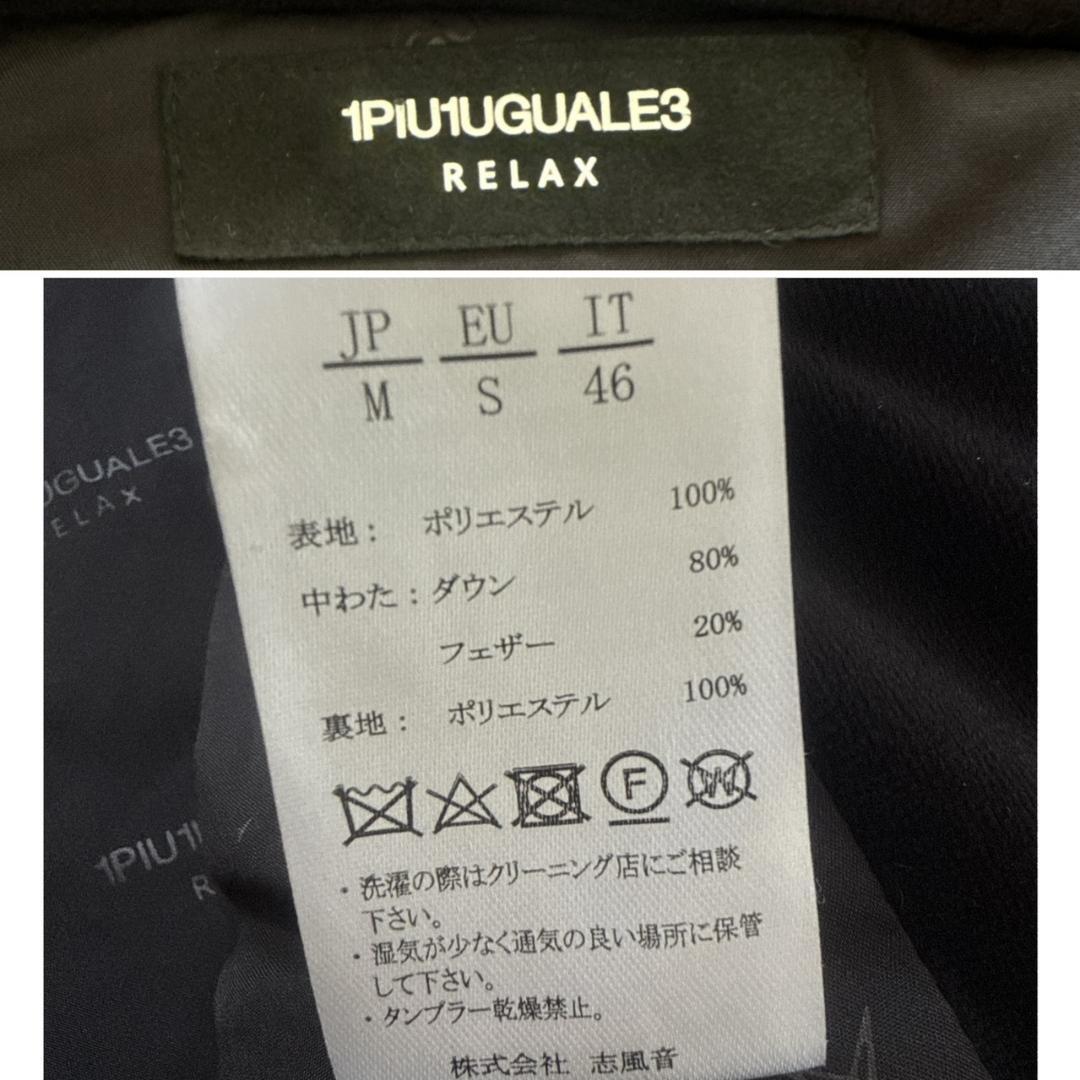 1PIU1UGUALE3
RELAX
JP EU IT
M S 46
UGUALE3
ELAX
表地： ポリエステル 100%
中わた：ダウン 80%
フェザー 20%
裏地： ポリエステル 100%
F W
1PIU1
R
・洗濯の際はクリーニング店にご相談
下さい。
・湿気が少なく通気の良い場所に保管
して下さい。
・タンブラー乾燥禁止。
株式会社 志風音